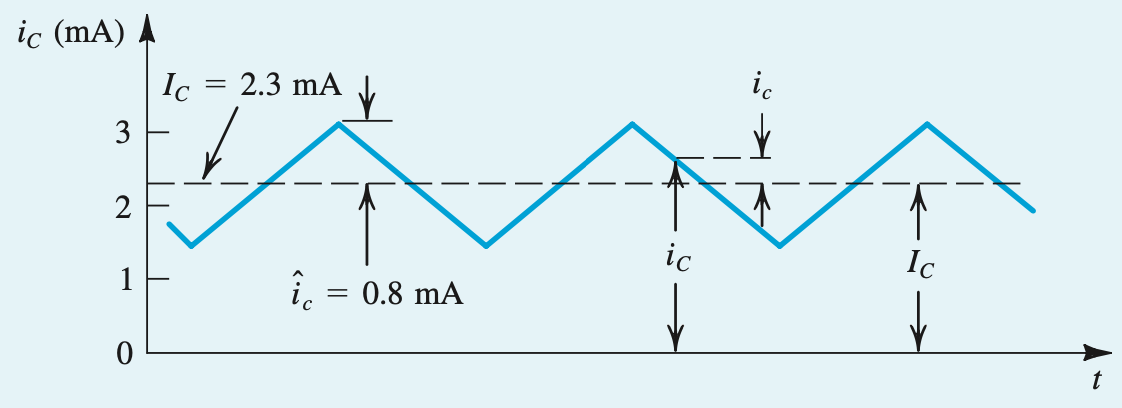 i_C (mA)
I_C = 2.3 mA
i_c
3
2
i_C
I_C
1
î_c = 0.8 mA
0
t